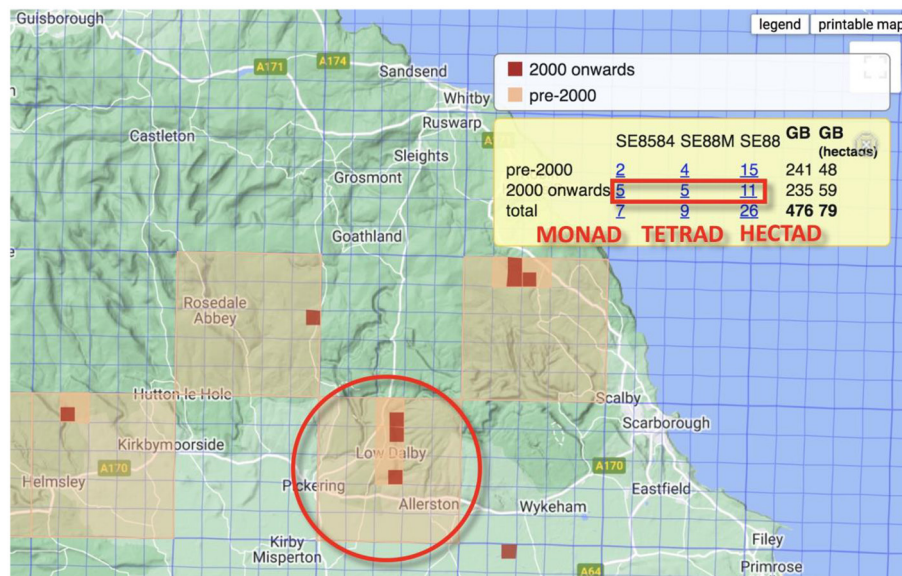 Guisborough
legend
printable map
A171
A174
Sandsend
2000 onwards
pre-2000
Whitby
Ruswarp
Castleton
Sleights
Grosmont
SE8584 SE88M SE88 GB GB
(hectads)
pre-2000 2 4 15 241 48
2000 onwards 5 5 11 235 59
total 7 9 26 476 79
MONAD TETRAD HECTAD
Goathland
Rosedale
Abbey
Hutton le Hole
Scalby
Scarborough
Kirkbymoorside
Low Dalby
A170
A170
Helmsley
Pickering
Allerston
Eastfield
Wykeham
Kirby
Misperton
Filey
A64
Primrose